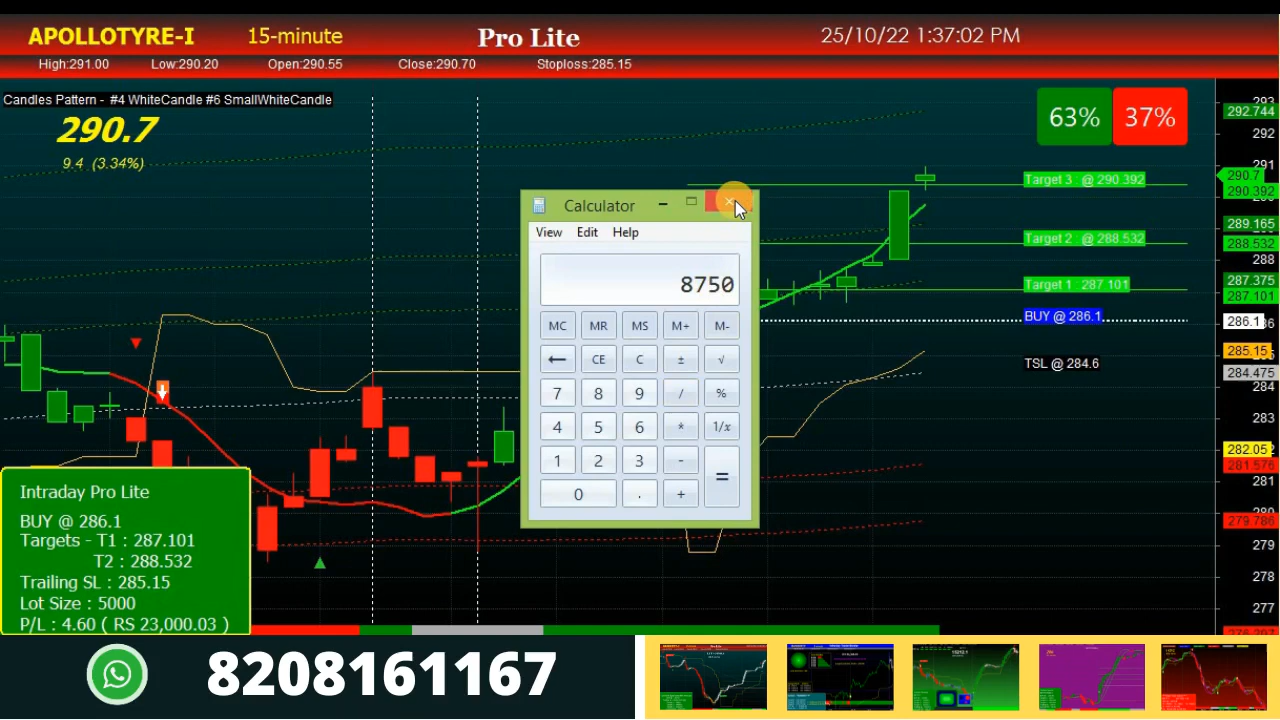 APOLLOTYRE-I 15-minute Pro Lite 25/10/22 1:37:02 PM
High:291.00 Low:290.20 Open:290.55 Close:290.70 Stoploss:285.15
Candles Pattern - #4 WhiteCandle #6 SmallWhiteCandle
290.7
9.4 (3.34%)
63% 37%
Target 3 : @ 290.392
Target 2 : @ 288.532
Target 1 : 287.101
BUY @ 286.1
TSL @ 284.6
292.744
292
291
290.7
290.392
289.165
288.532
288
287.375
287.101
286.1
285.15
284.475
284
283
282.05
281.576
281
279.786
279
278
277
Calculator
View Edit Help
8750
MC MR MS M+ M-
← CE C ± √
7 8 9 / %
4 5 6 * 1/x
1 2 3 - =
0 . +
Intraday Pro Lite
BUY @ 286.1
Targets - T1 : 287.101
T2 : 288.532
Trailing SL : 285.15
Lot Size : 5000
P/L : 4.60 ( RS 23,000.03 )
8208161167